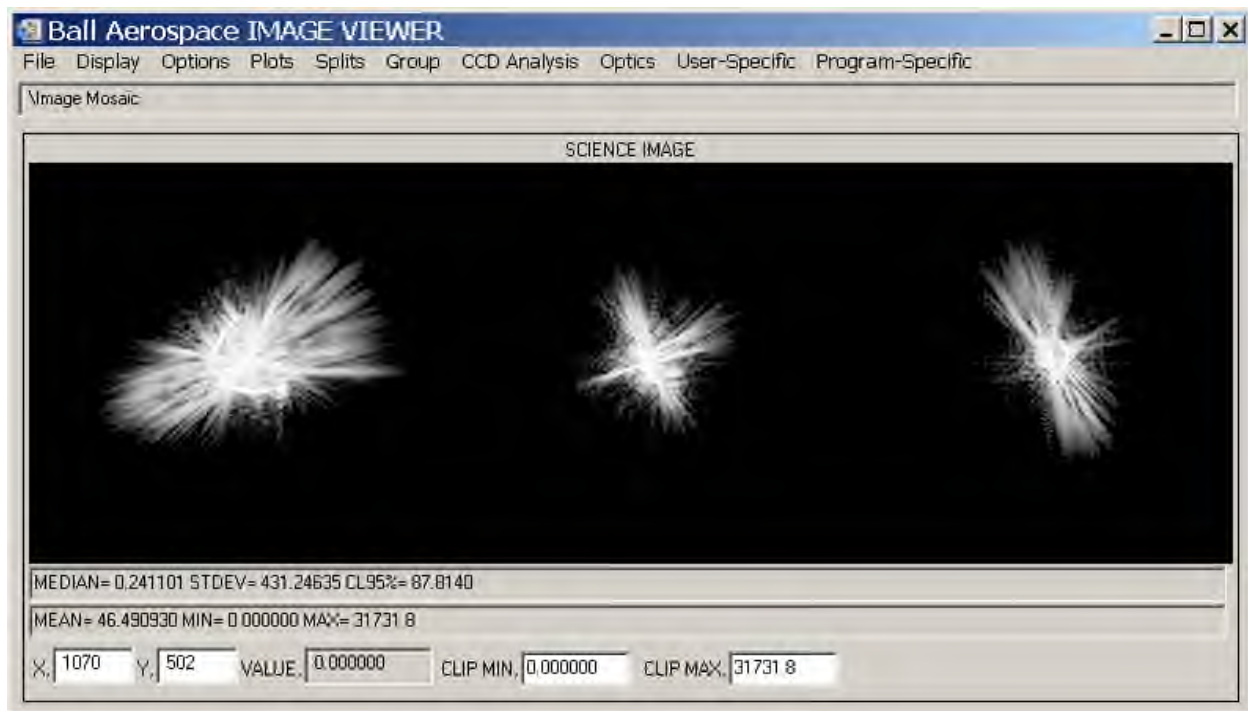 Ball Aerospace IMAGE VIEWER
File Display Options Plots Splits Group CCD Analysis Optics User-Specific Program-Specific
\Image Mosaic
SCIENCE IMAGE
MEDIAN= 0.241101 STDEV= 431.24635 CL95%= 87.8140
MEAN= 46.490930 MIN= 0.000000 MAX= 31731.8
X, 1070 Y, 502 VALUE, 0.000000 CLIP MIN, 0.000000 CLIP MAX, 31731.8